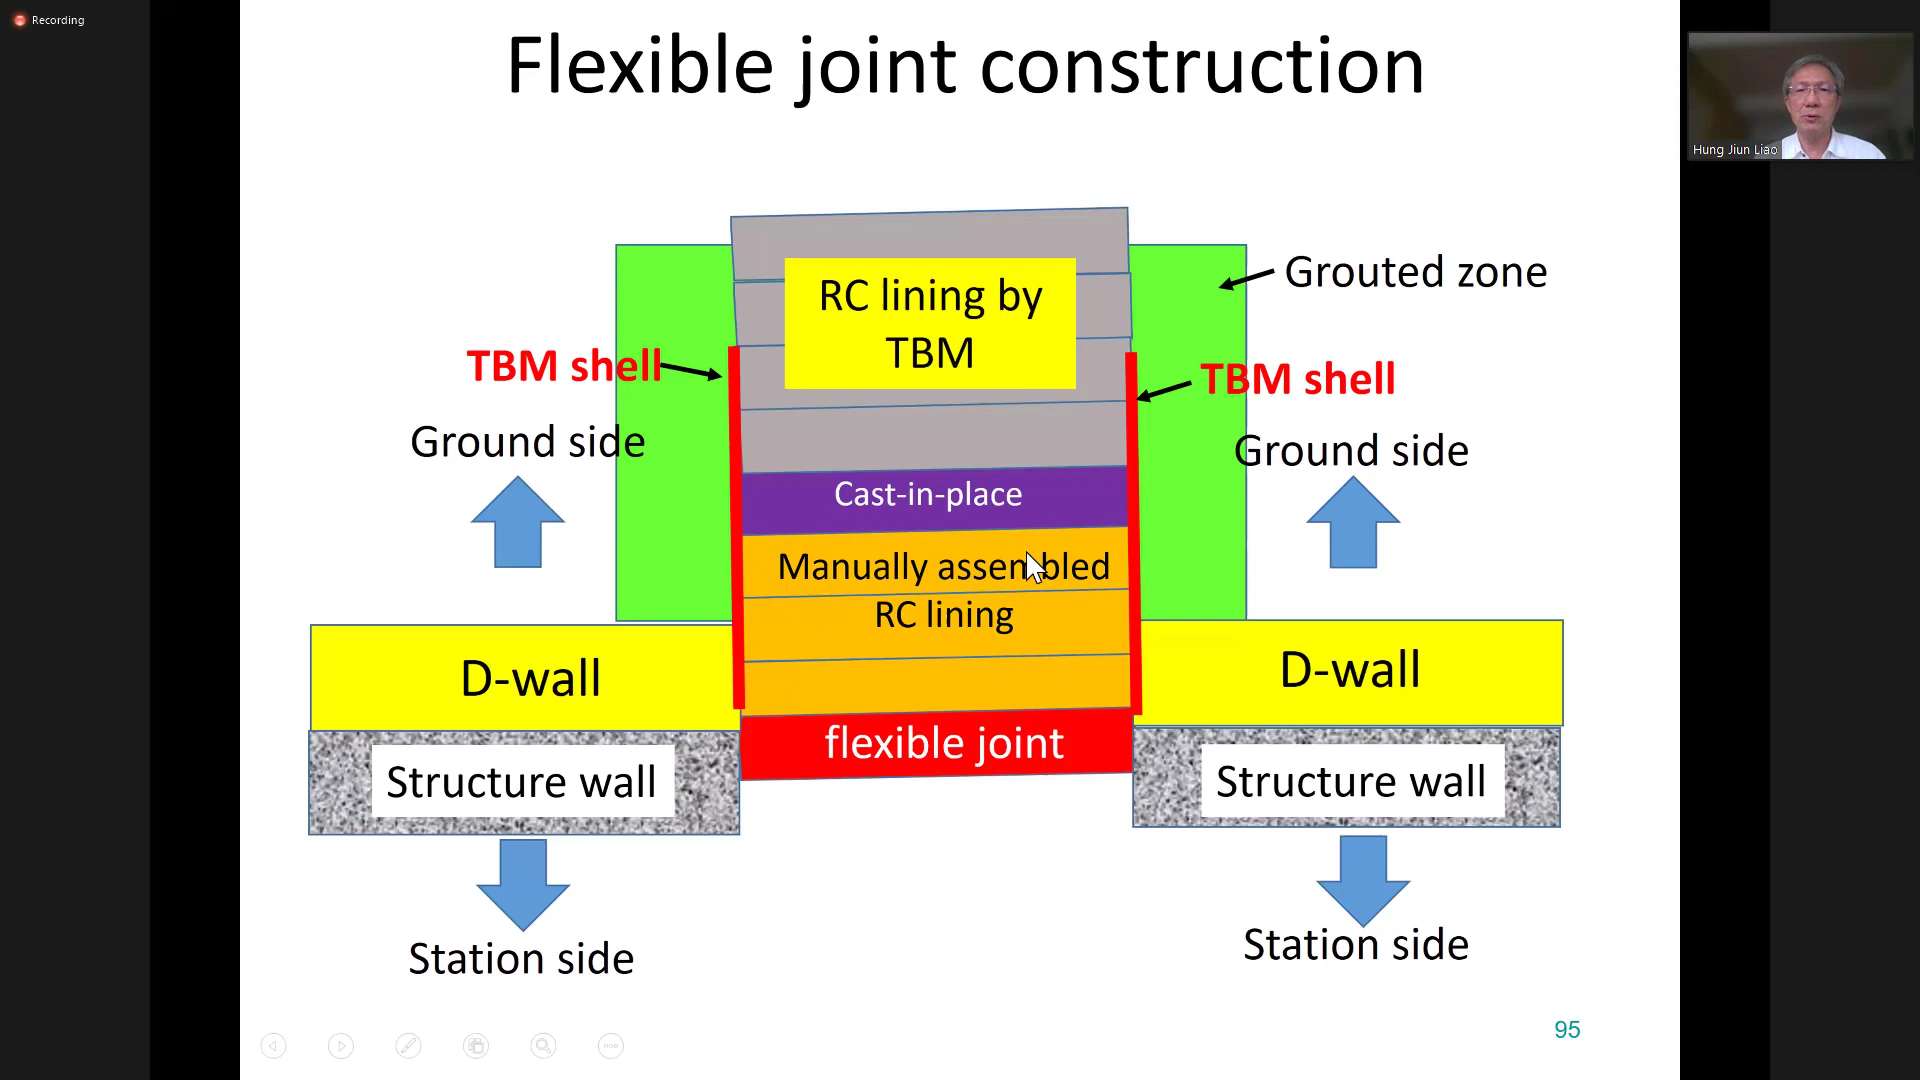 Recording
Flexible joint construction
Hung Jiun Liao
RC lining by
TBM
Grouted zone
TBM shell
TBM shell
Ground side
Ground side
Cast-in-place
Manually assembled
RC lining
D-wall
D-wall
flexible joint
Structure wall
Structure wall
Station side
Station side
95